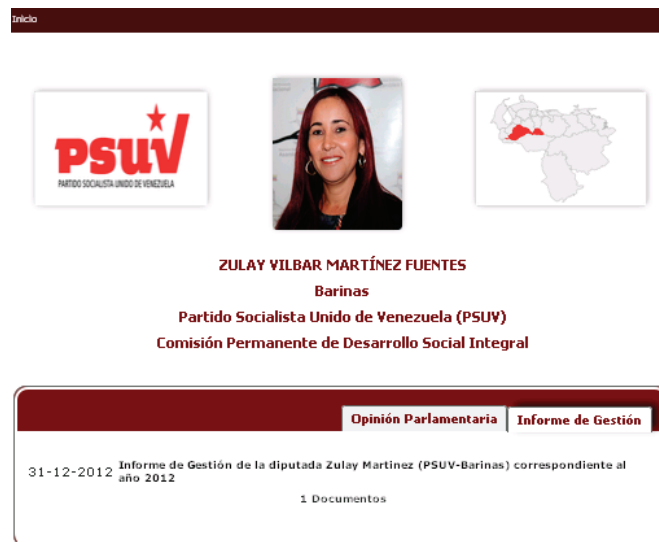 Inicio
PSUV
PARTIDO SOCIALISTA UNIDO DE VENEZUELA
ZULAY VILBAR MARTÍNEZ FUENTES
Barinas
Partido Socialista Unido de Venezuela (PSUV)
Comisión Permanente de Desarrollo Social Integral
Opinión Parlamentaria Informe de Gestión
31-12-2012 Informe de Gestión de la diputada Zulay Martinez (PSUV-Barinas) correspondiente al
año 2012
1 Documentos